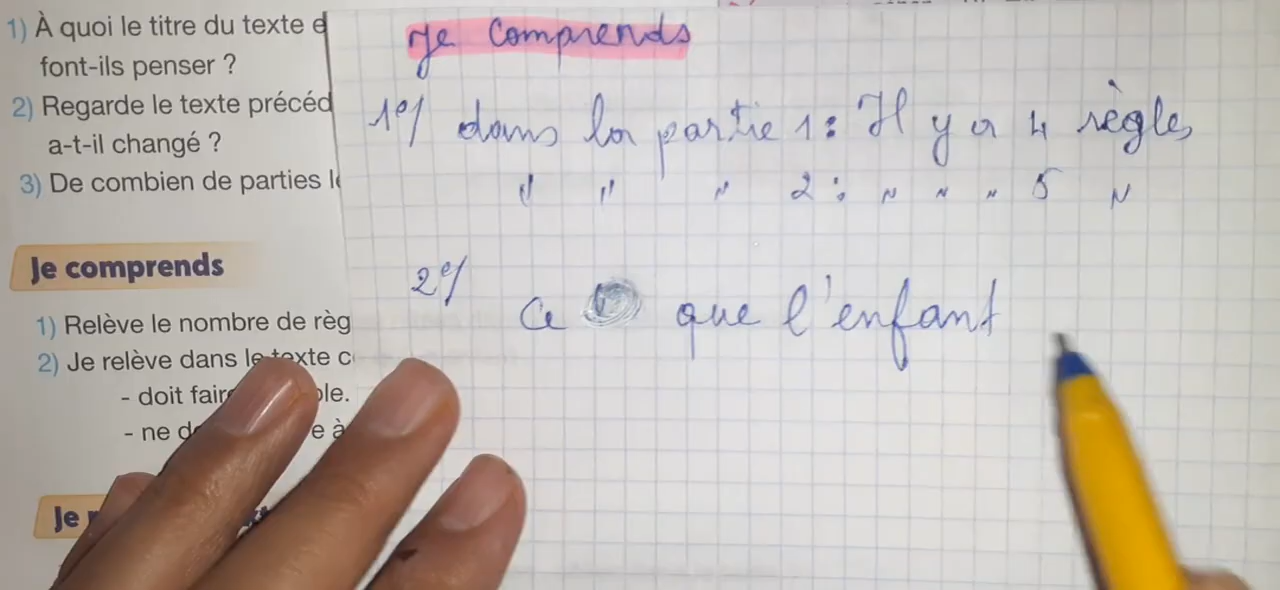 1) À quoi le titre du texte e
font-ils penser ?
2) Regarde le texte précéd
a-t-il changé ?
3) De combien de parties le
Je comprends
1) Relève le nombre de règ
2) Je relève dans le texte c
- doit faire
- ne
e à
Je
Je comprends
1°/ dans la partie 1 : Il y a 4 règles
" " " 2 : " " " 5 "
2°/ Ce que l'enfant